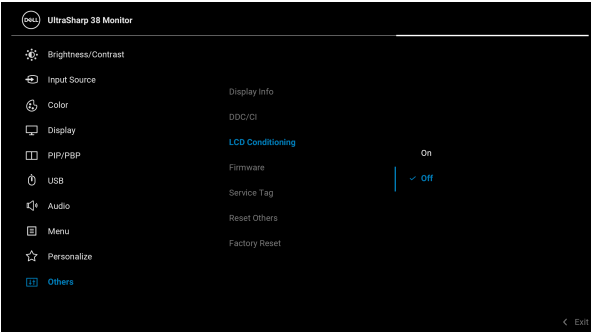 DELL UltraSharp 38 Monitor
Brightness/Contrast
Input Source
Color
Display
PIP/PBP
USB
Audio
Menu
Personalize
Others
Display Info
DDC/CI
LCD Conditioning
Firmware
Service Tag
Reset Others
Factory Reset
On
Off
Exit